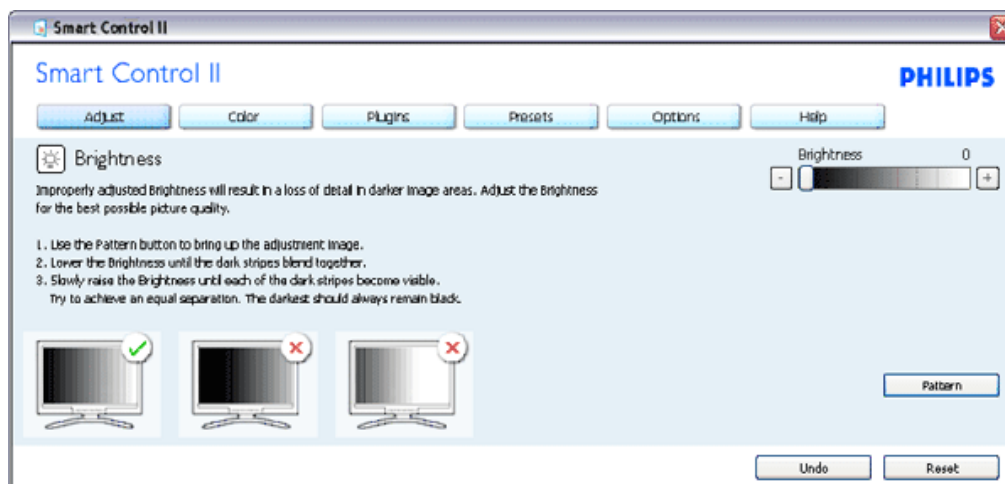 Smart Control II
Smart Control II
PHILIPS
Adjust Color Plugins Presets Options Help
Brightness
Brightness 0
Improperly adjusted Brightness will result in a loss of detail in darker image areas. Adjust the Brightness
for the best possible picture quality.
1. Use the Pattern button to bring up the adjustment image.
2. Lower the Brightness until the dark stripes blend together.
3. Slowly raise the Brightness until each of the dark stripes become visible.
Try to achieve an equal separation. The darkest should always remain black.
Pattern
Undo Reset